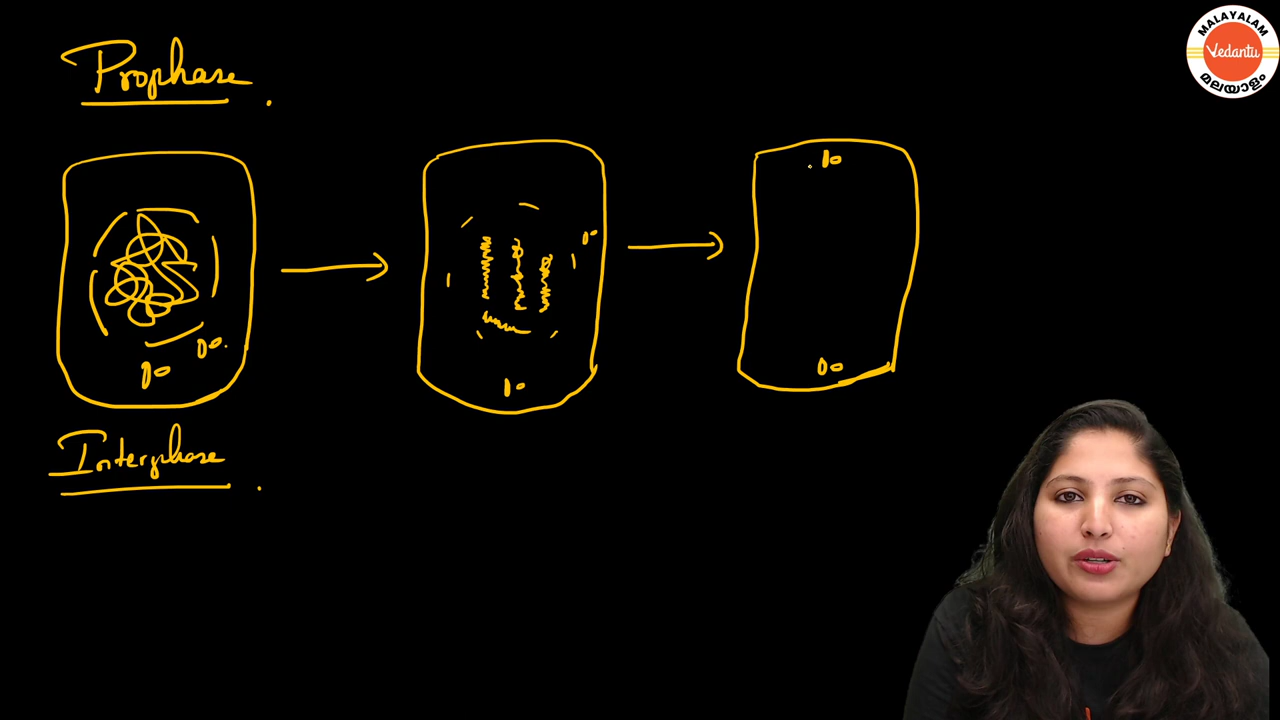 Prophase
Interphase
MALAYALAM
Vedantu
മലയാളം